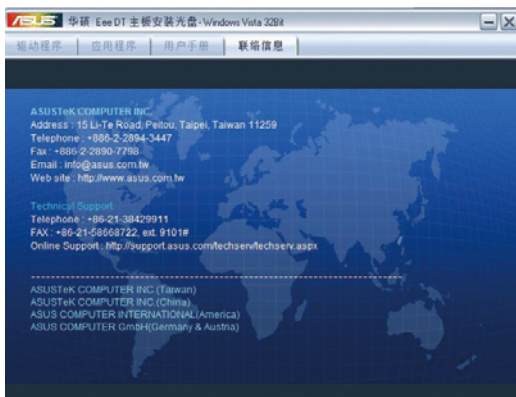 ASUS 华硕 Eee DT 主板安装光盘-Windows Vista 32Bit
驱动程序 应用程序 用户手册 联络信息
ASUSTeK COMPUTER INC.
Address : 15 Li-Te Road, Peitou, Taipei, Taiwan 11259
Telephone : +886-2-2894-3447
Fax : +886-2-2890-7798
Email : info@asus.com.tw
Web site : http://www.asus.com.tw
Technical Support
Telephone : +86-21-38429911
FAX : +86-21-58668722, ext. 9101#
Online Support : http://support.asus.com/techserv/techserv.aspx
ASUSTeK COMPUTER INC.(Taiwan)
ASUSTeK COMPUTER INC.(China)
ASUS COMPUTER INTERNATIONAL(America)
ASUS COMPUTER GmbH(Germany & Austria)